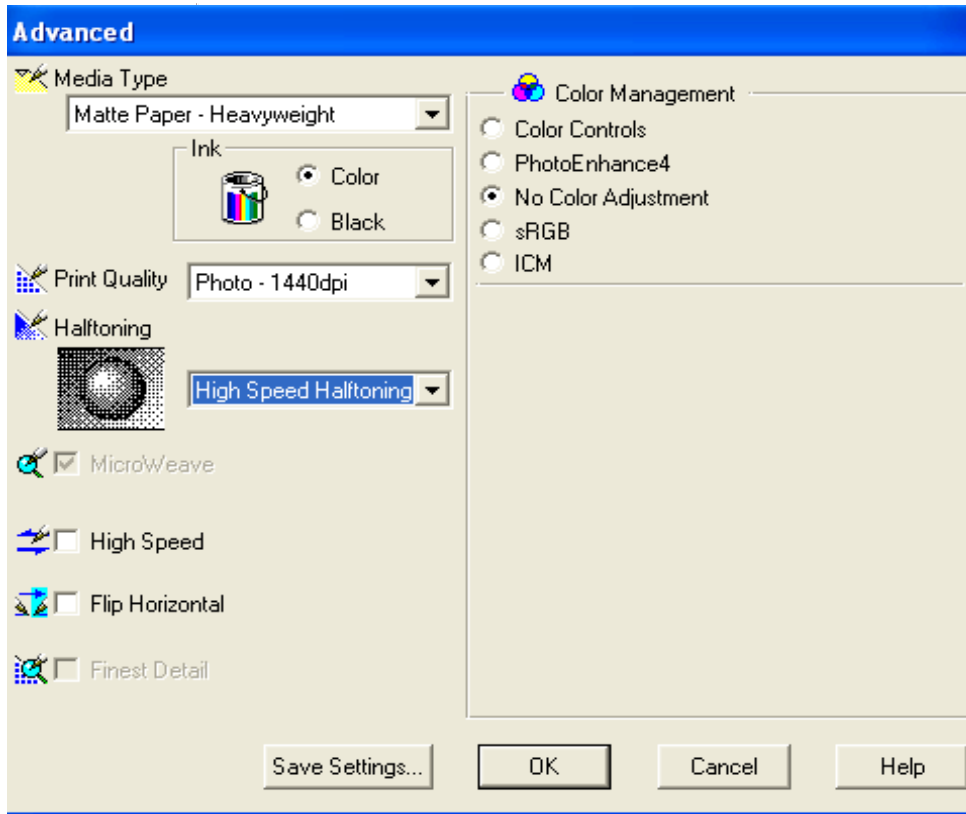 Advanced
Media Type
Matte Paper - Heavyweight
Ink
Color
Black
Print Quality
Photo - 1440dpi
Halftoning
High Speed Halftoning
MicroWeave
High Speed
Flip Horizontal
Finest Detail
Color Management
Color Controls
PhotoEnhance4
No Color Adjustment
sRGB
ICM
Save Settings...
OK
Cancel
Help